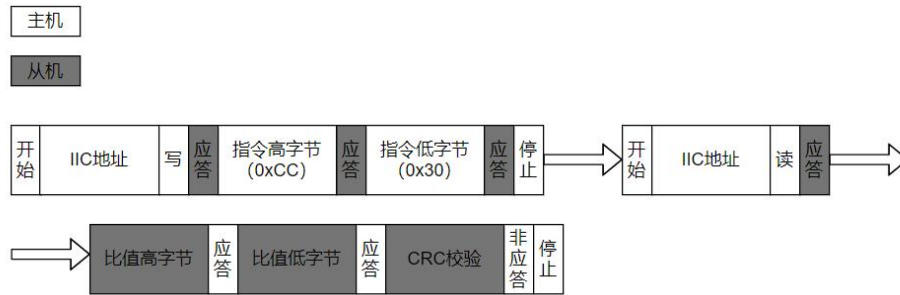 主机
从机
开始 IIC地址 写 应答 指令高字节 应答 指令低字节 应答 停止 开始 IIC地址 读 应答
(0xCC) (0x30)
比值高字节 应答 比值低字节 应答 CRC校验 非应答 停止